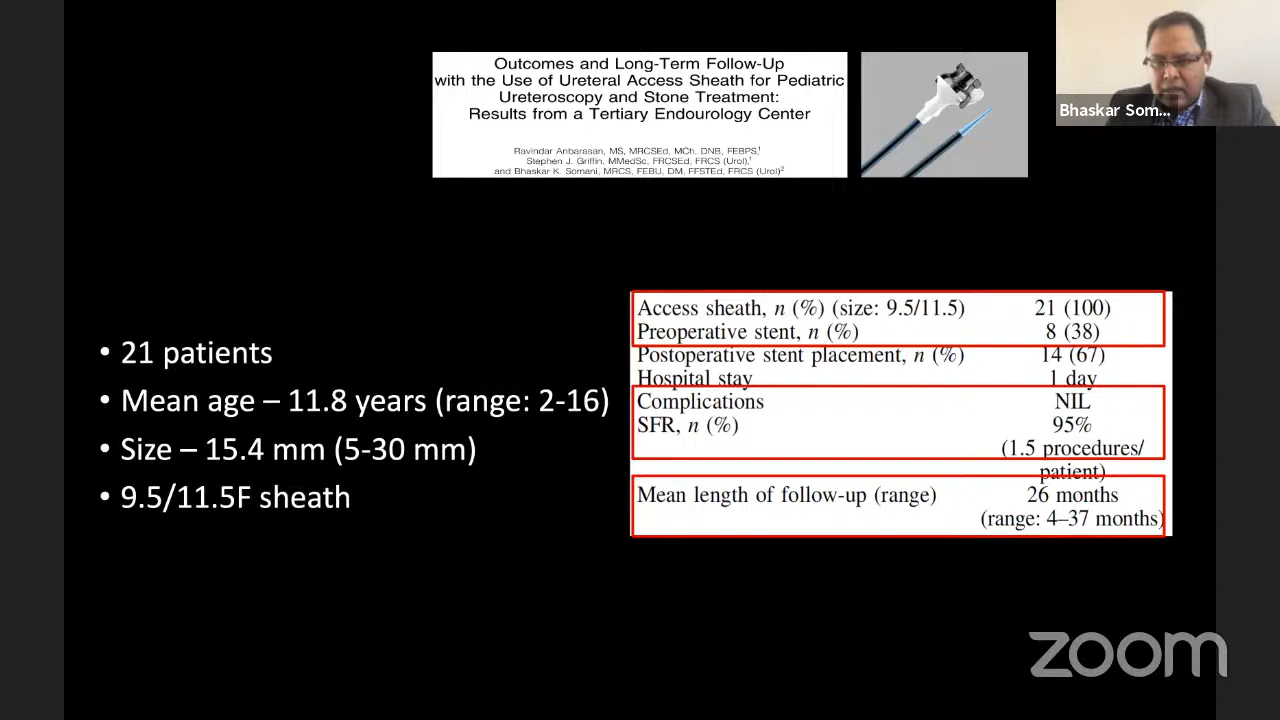 Outcomes and Long-Term Follow-Up
with the Use of Ureteral Access Sheath for Pediatric
Ureteroscopy and Stone Treatment:
Results from a Tertiary Endourology Center
Ravindar Anbarasan, MS, MRCSEd, MCh, DNB, FEBPS,¹
Stephen J. Griffin, MMedSc, FRCSEd, FRCS (Urol),¹
and Bhaskar K. Somani, MRCS, FEBU, DM, FFSTEd, FRCS (Urol)²
Bhaskar Som...
• 21 patients
• Mean age – 11.8 years (range: 2-16)
• Size – 15.4 mm (5-30 mm)
• 9.5/11.5F sheath
Access sheath, n (%) (size: 9.5/11.5) 21 (100)
Preoperative stent, n (%) 8 (38)
Postoperative stent placement, n (%) 14 (67)
Hospital stay 1 day
Complications NIL
SFR, n (%) 95%
(1.5 procedures/
patient)
Mean length of follow-up (range) 26 months
(range: 4–37 months)
zoom